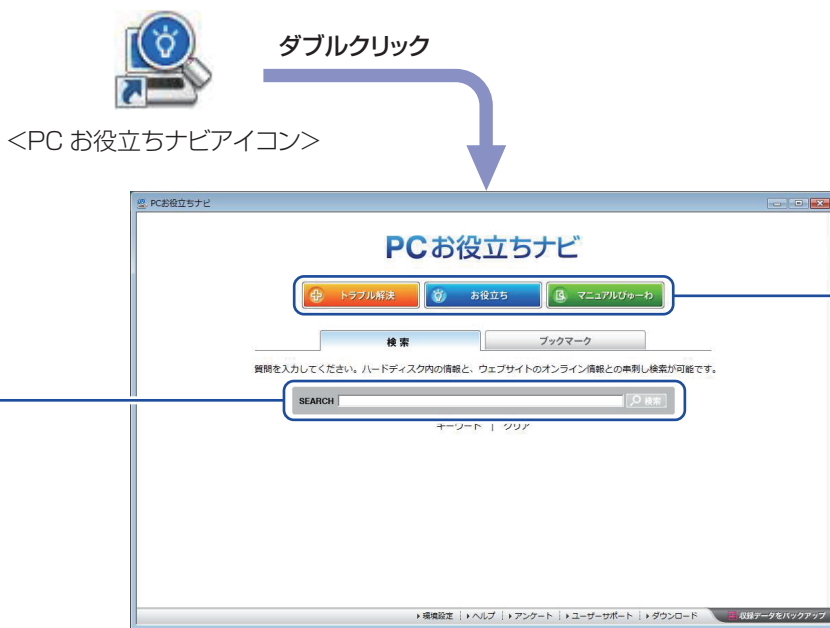 ダブルクリック
<PC お役立ちナビアイコン>
PCお役立ちナビ
PCお役立ちナビ
トラブル解決 お役立ち マニュアルびゅーわ
検索 ブックマーク
質問を入力してください。ハードディスク内の情報と、ウェブサイトのオンライン情報との串刺し検索が可能です。
SEARCH 検索
キーワード | クリア
環境設定 ヘルプ アンケート ユーザーサポート ダウンロード 収録データをバックアップ